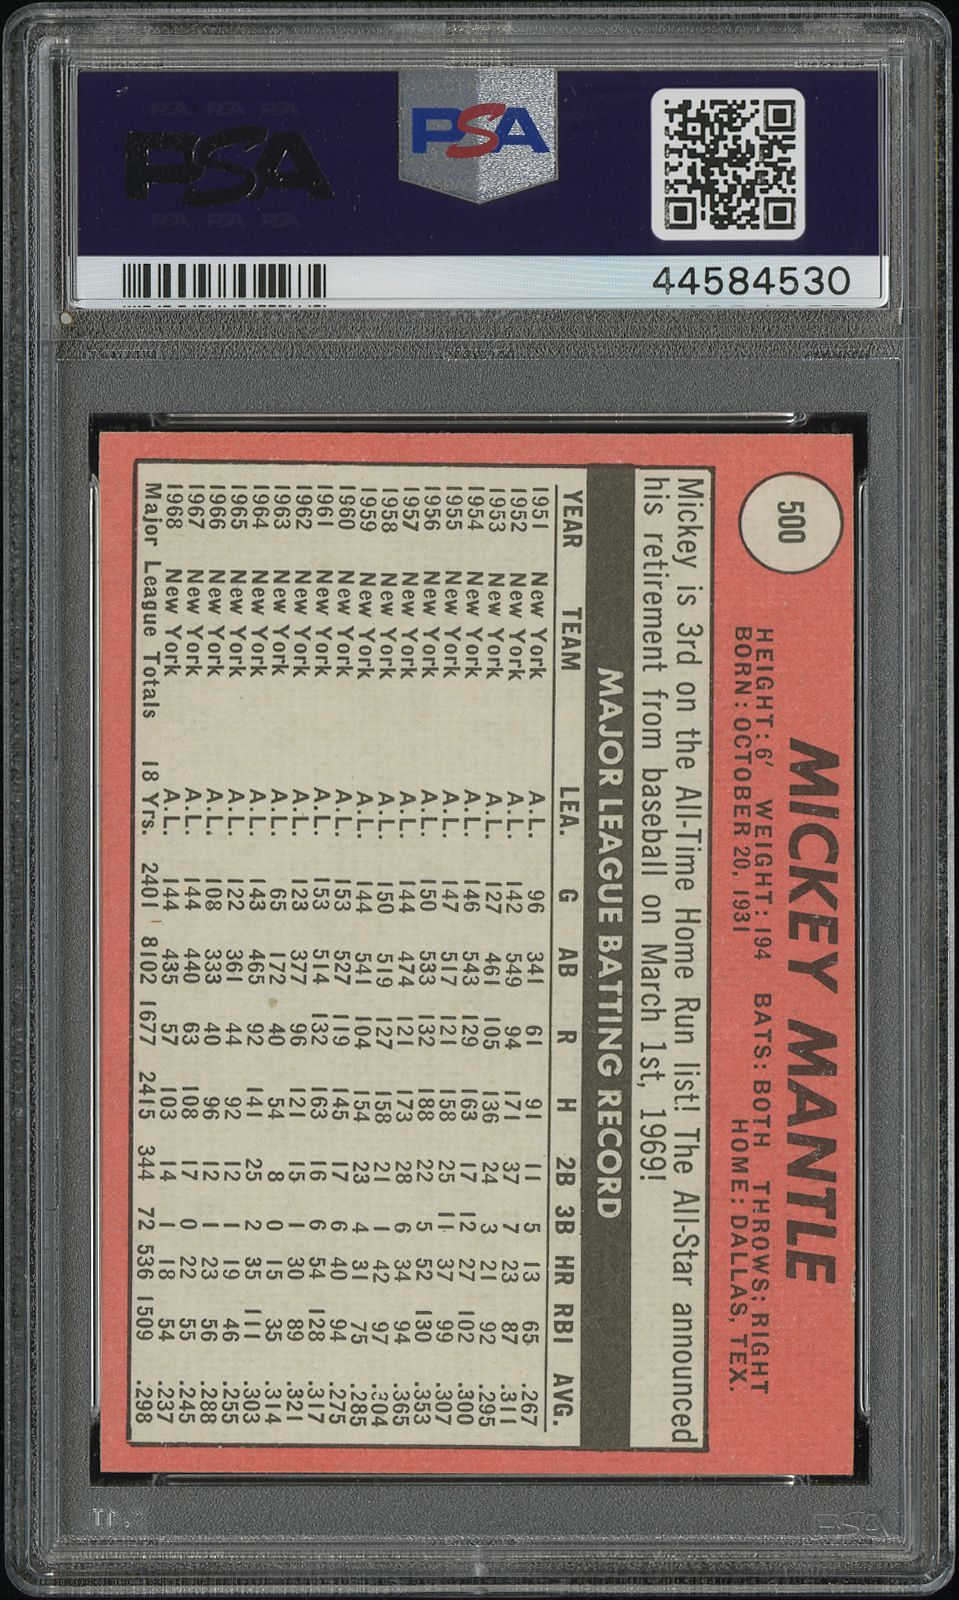 PSA PSA PSA
PSA
PSA PSA PSA
PSA
44584530
500
MICKEY MANTLE
HEIGHT: 6' WEIGHT: 194 BATS: BOTH THROWS: RIGHT
BORN: OCTOBER 20, 1931 HOME: DALLAS, TEX.
Mickey is 3rd on the All-Time Home Run list! The All-Star announced
his retirement from baseball on March 1st, 1969!
MAJOR LEAGUE BATTING RECORD
YEAR TEAM LEA. G AB R H 2B 3B HR RBI AVG.
1951 New York A.L. 96 341 61 91 11 5 13 65 .267
1952 New York A.L. 142 549 94 171 37 7 23 87 .311
1953 New York A.L. 127 461 105 136 24 3 21 92 .295
1954 New York A.L. 146 543 129 163 17 12 27 102 .300
1955 New York A.L. 147 517 121 158 25 11 37 99 .307
1956 New York A.L. 150 533 132 188 22 5 52 130 .353
1957 New York A.L. 144 474 121 173 28 6 34 94 .365
1958 New York A.L. 150 519 127 158 21 1 42 97 .304
1959 New York A.L. 144 541 104 154 23 4 31 75 .285
1960 New York A.L. 153 527 119 145 17 6 40 94 .275
1961 New York A.L. 153 514 132 163 16 6 54 128 .317
1962 New York A.L. 123 377 96 121 15 1 30 89 .321
1963 New York A.L. 65 172 40 54 8 0 15 35 .314
1964 New York A.L. 143 465 92 141 25 2 35 111 .303
1965 New York A.L. 122 361 44 92 12 1 19 46 .255
1966 New York A.L. 108 333 40 96 12 1 23 56 .288
1967 New York A.L. 144 440 63 108 17 0 22 55 .245
1968 New York A.L. 144 435 57 103 14 1 18 54 .237
Major League Totals 18 Yrs. 2401 8102 1677 2415 344 72 536 1509 .298
PSA